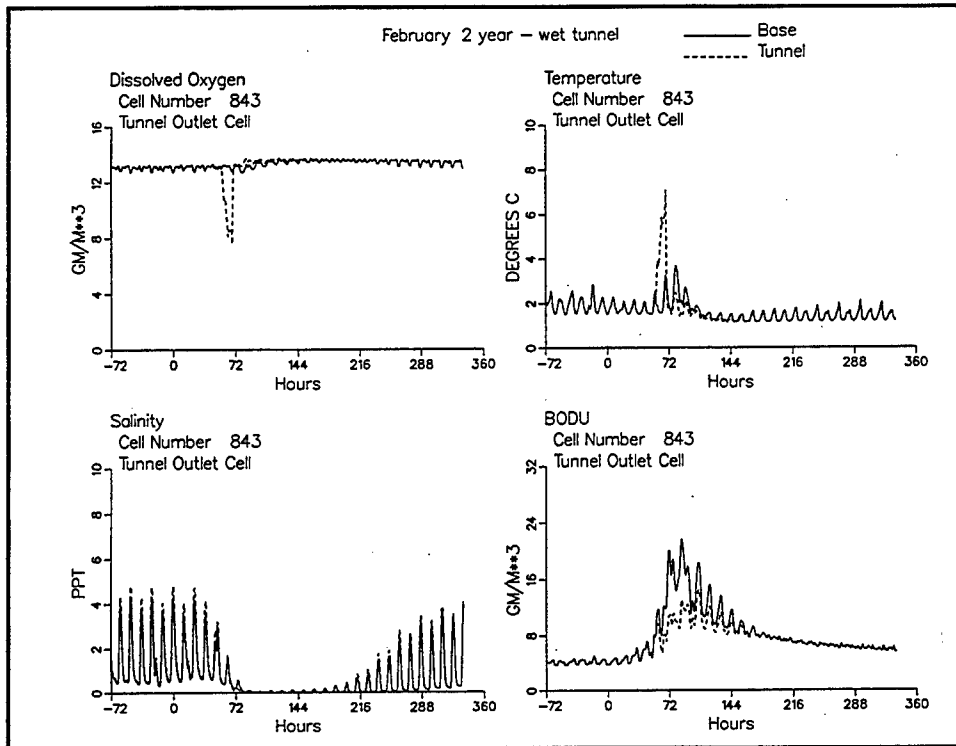 February 2 year – wet tunnel
Base
Tunnel
Dissolved Oxygen
Cell Number 843
Tunnel Outlet Cell
16
12
8
4
0
GM/M**3
-72 0 72 144 216 288 360
Hours
Temperature
Cell Number 843
Tunnel Outlet Cell
10
8
6
4
2
0
DEGREES C
-72 0 72 144 216 288 360
Hours
Salinity
Cell Number 843
Tunnel Outlet Cell
10
8
6
4
2
0
PPT
-72 0 72 144 216 288 360
Hours
BODU
Cell Number 843
Tunnel Outlet Cell
32
24
16
8
0
GM/M**3
-72 0 72 144 216 288 360
Hours